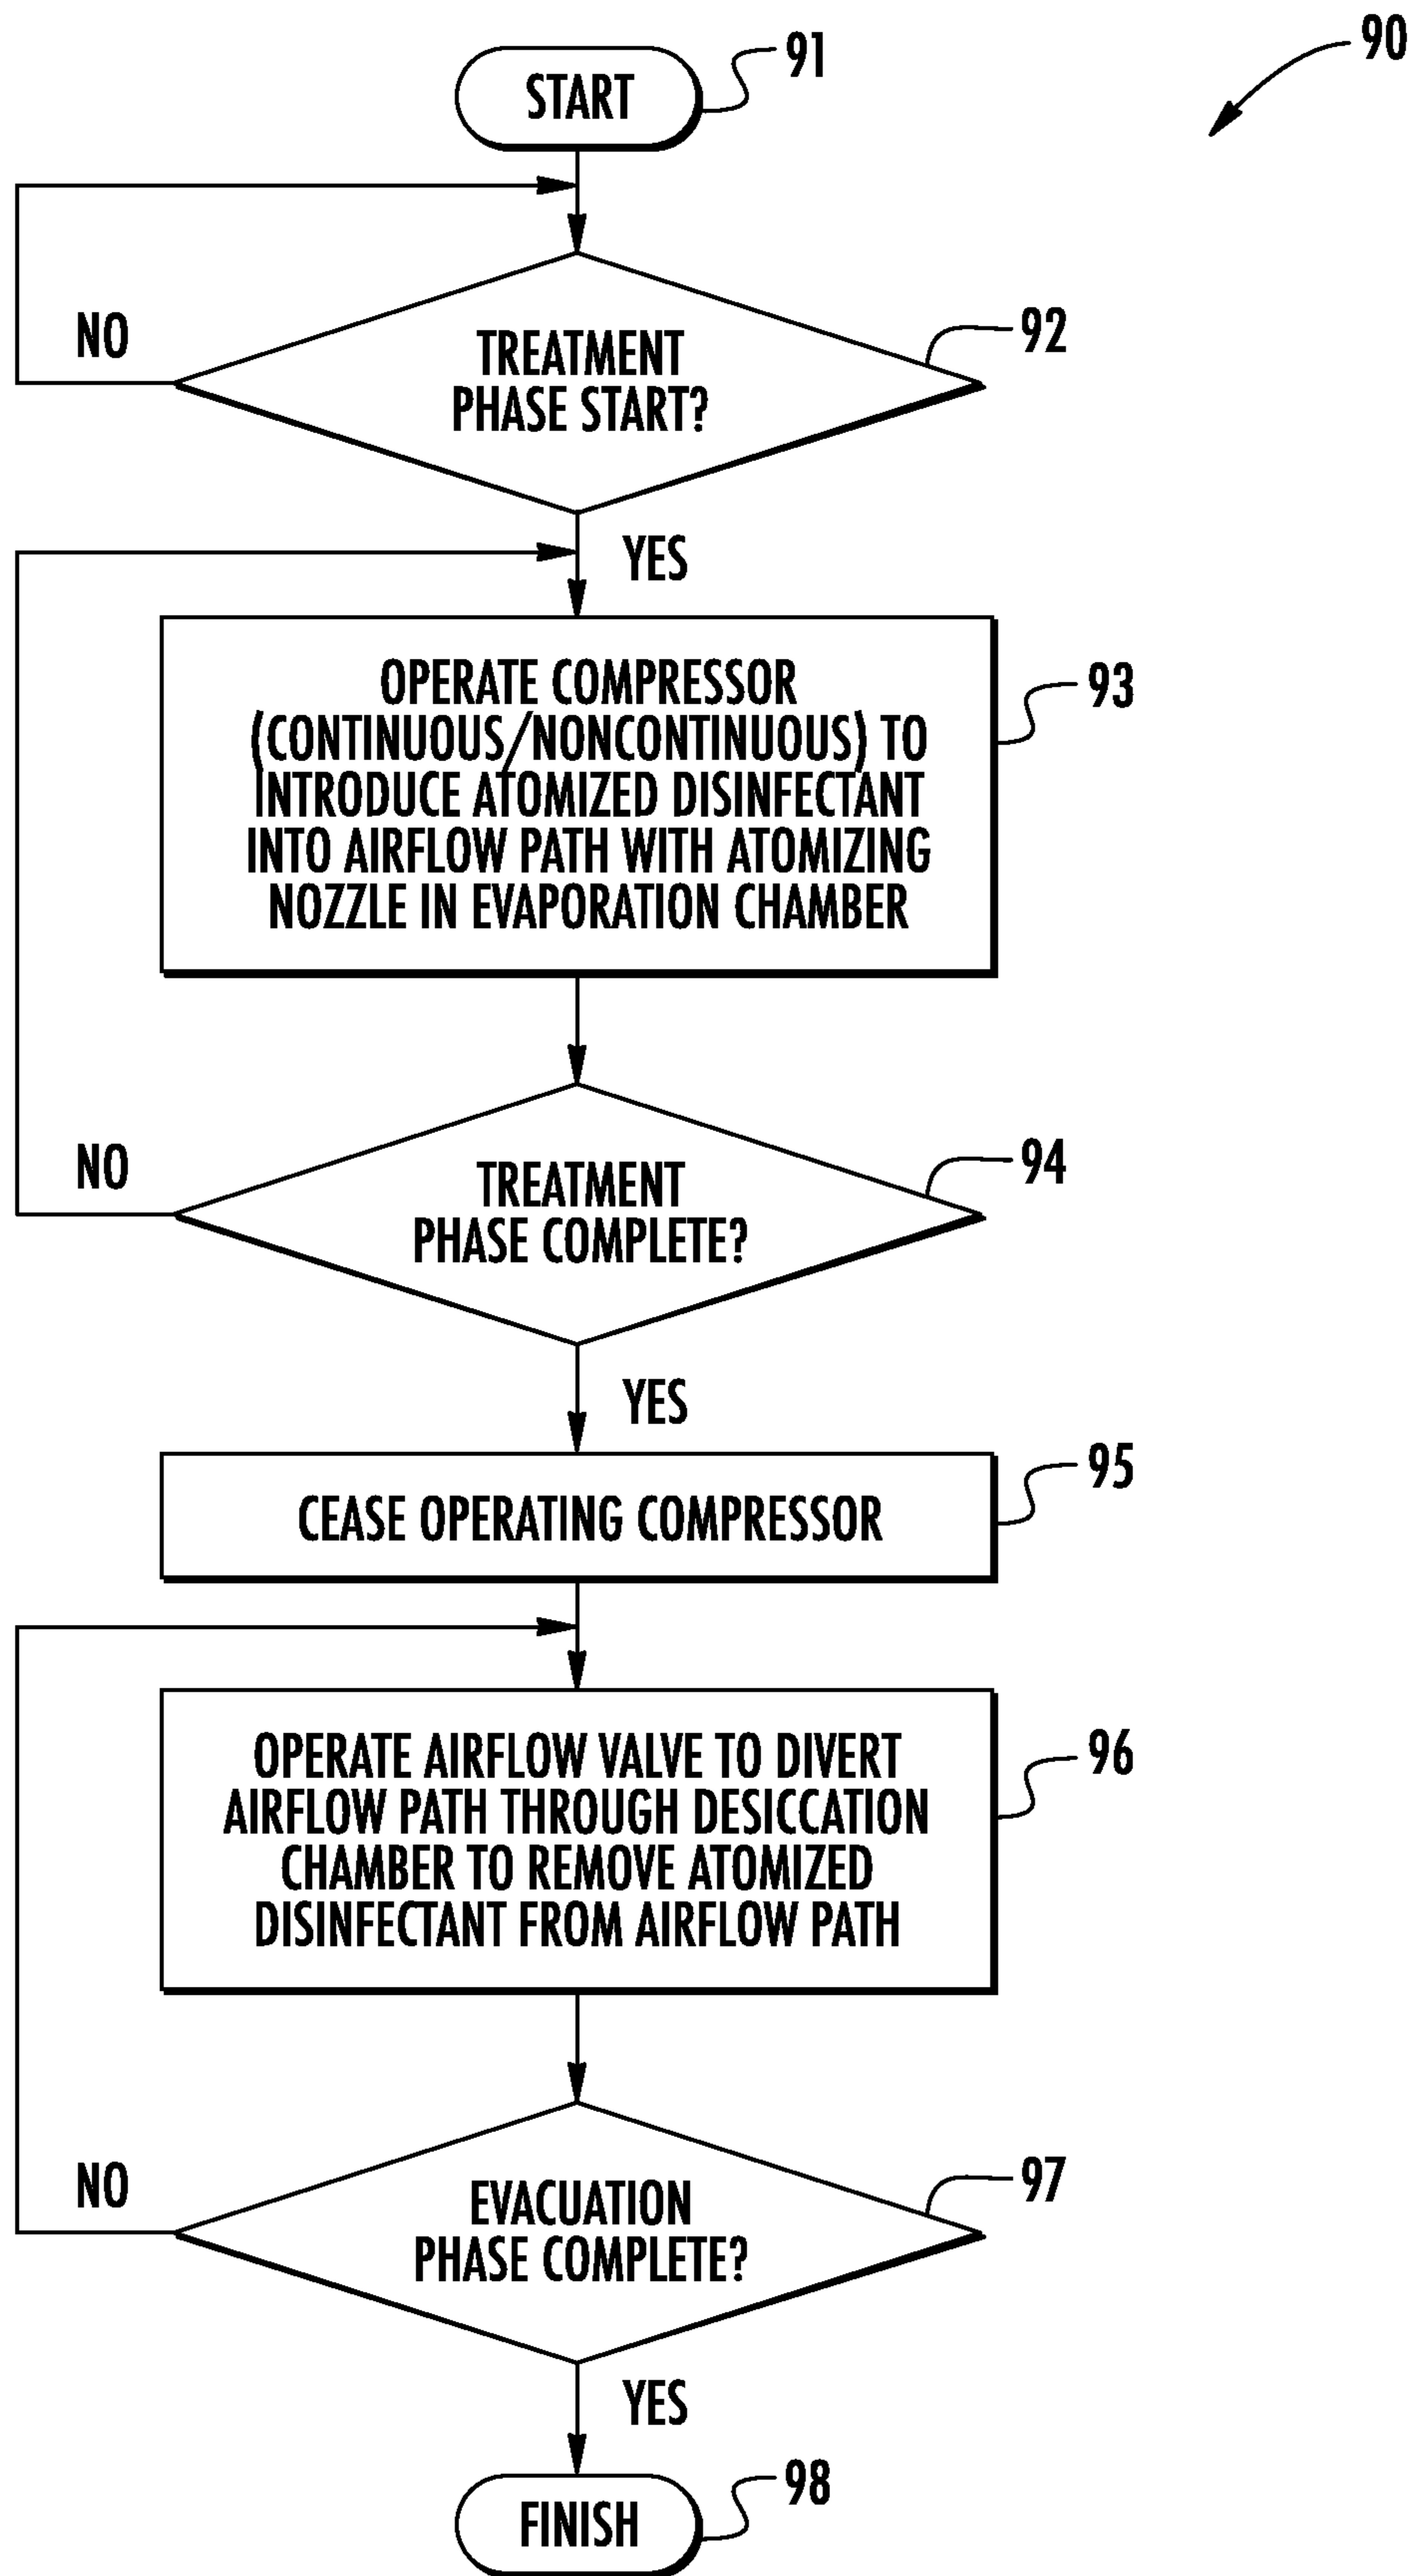 90
START
91
NO
TREATMENT
PHASE START?
92
YES
OPERATE COMPRESSOR
(CONTINUOUS/NONCONTINUOUS) TO
INTRODUCE ATOMIZED DISINFECTANT
INTO AIRFLOW PATH WITH ATOMIZING
NOZZLE IN EVAPORATION CHAMBER
93
NO
TREATMENT
PHASE COMPLETE?
94
YES
CEASE OPERATING COMPRESSOR
95
OPERATE AIRFLOW VALVE TO DIVERT
AIRFLOW PATH THROUGH DESICCATION
CHAMBER TO REMOVE ATOMIZED
DISINFECTANT FROM AIRFLOW PATH
96
NO
EVACUATION
PHASE COMPLETE?
97
YES
FINISH
98